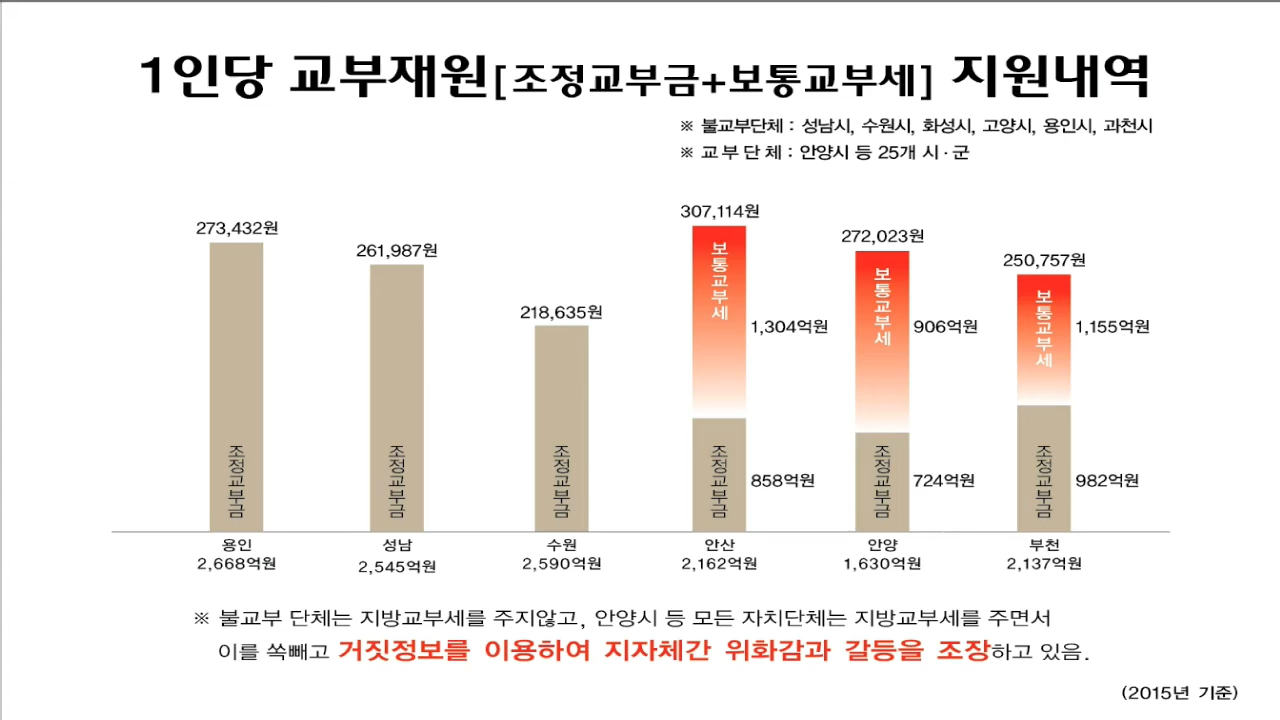 1인당 교부재원[조정교부금+보통교부세] 지원내역
※ 불교부단체 : 성남시, 수원시, 화성시, 고양시, 용인시, 과천시
※ 교 부 단 체 : 안양시 등 25개 시·군
273,432원
261,987원
218,635원
307,114원
272,023원
250,757원
보통교부세
1,304억원
보통교부세
906억원
보통교부세
1,155억원
조정교부금
조정교부금
조정교부금
조정교부금
858억원
조정교부금
724억원
조정교부금
982억원
용인
2,668억원
성남
2,545억원
수원
2,590억원
안산
2,162억원
안양
1,630억원
부천
2,137억원
※ 불교부 단체는 지방교부세를 주지않고, 안양시 등 모든 자치단체는 지방교부세를 주면서
이를 쏙빼고 거짓정보를 이용하여 지자체간 위화감과 갈등을 조장하고 있음.
(2015년 기준)